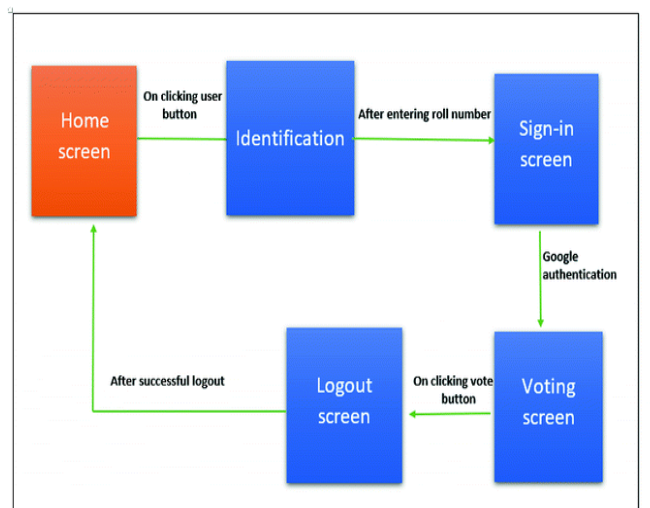 Home
screen
On clicking user
button
Identification
After entering roll number
Sign-in
screen
Google
authentication
Voting
screen
On clicking vote
button
Logout
screen
After successful logout